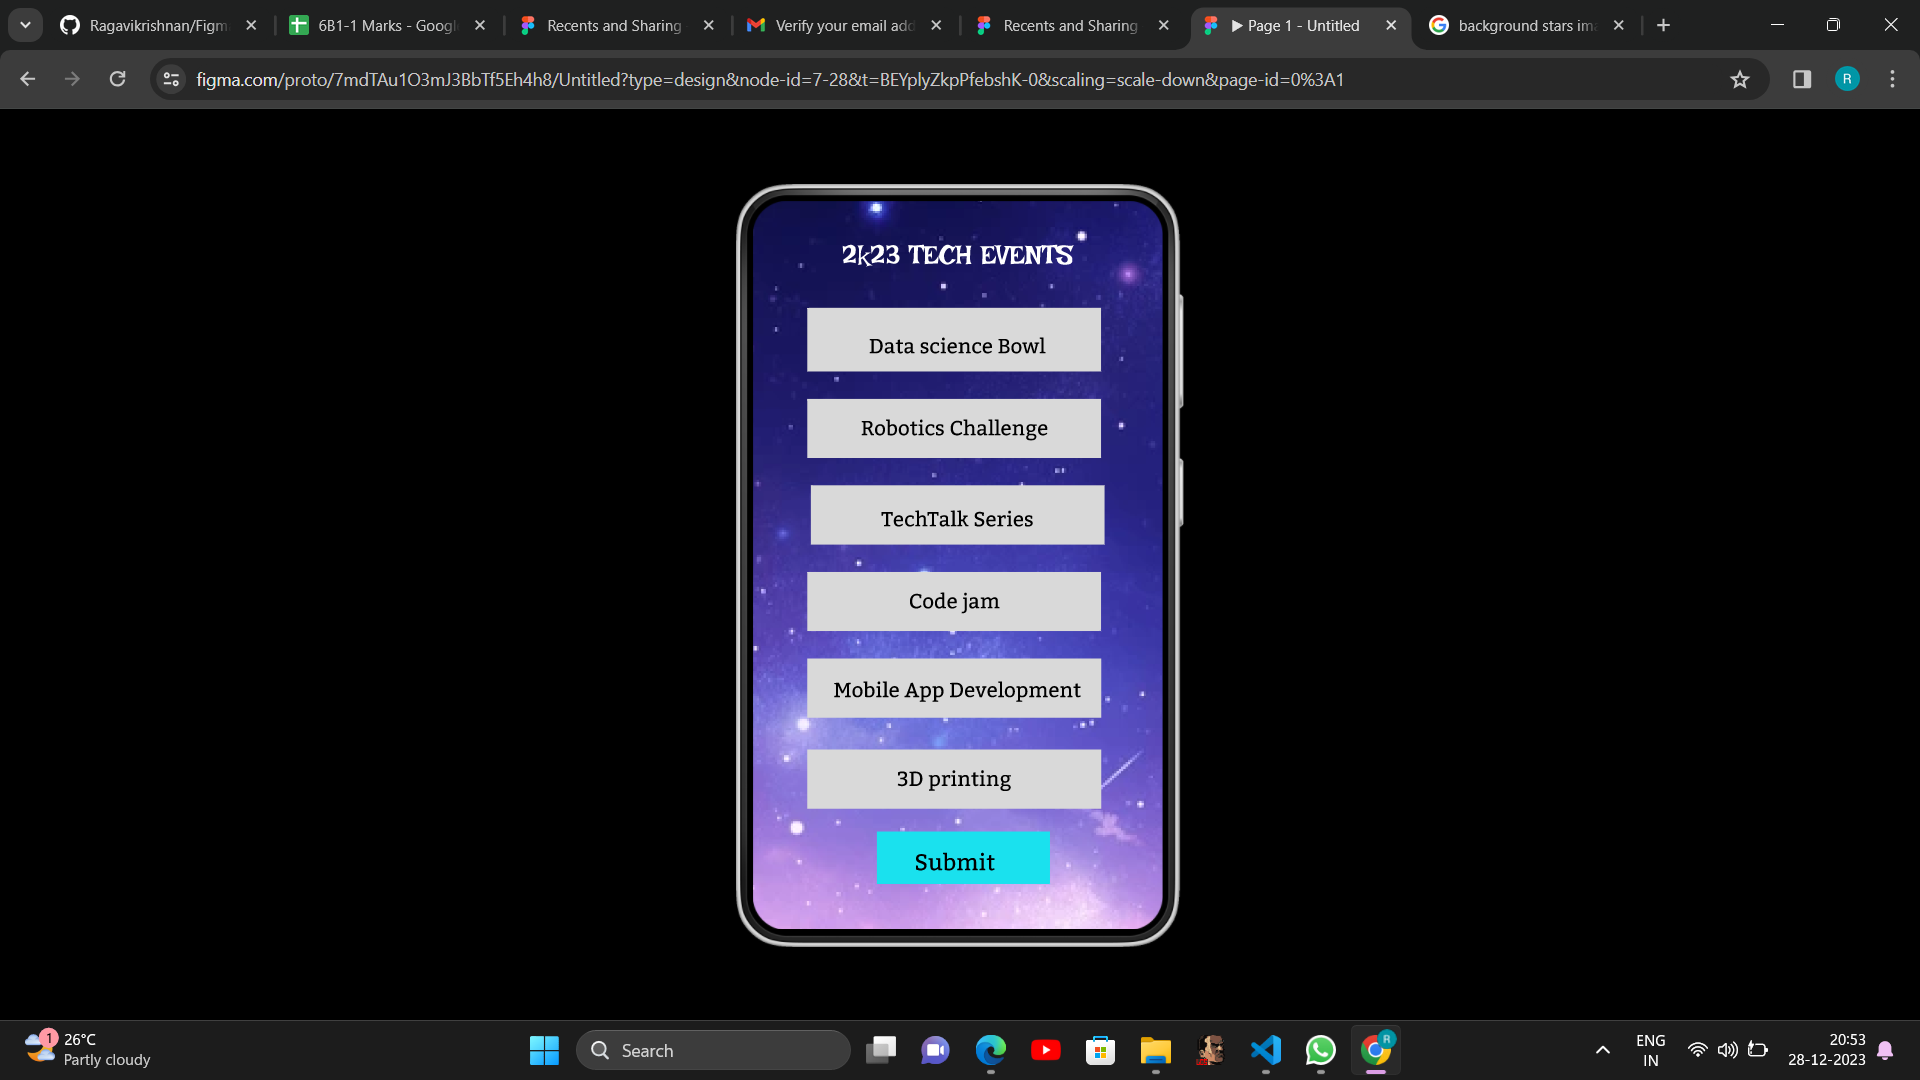 Ragavikrishnan/Figm
6B1-1 Marks - Google
Recents and Sharing
Verify your email add
Recents and Sharing
Page 1 - Untitled
background stars ima
figma.com/proto/7mdTAu1O3mJ3BbTf5Eh4h8/Untitled?type=design&node-id=7-28&t=BEYplyZkpPfebshK-0&scaling=scale-down&page-id=0%3A1
R
2k23 TECH EVENTS
Data science Bowl
Robotics Challenge
TechTalk Series
Code jam
Mobile App Development
3D printing
Submit
1
26°C
Partly cloudy
Search
R
ENG
IN
20:53
28-12-2023